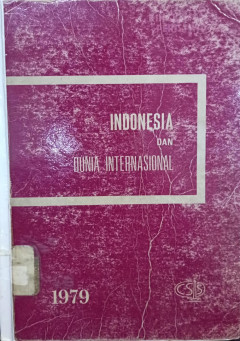 INDONESIA
DAN
DUNIA INTERNASIONAL
1979
CSIS